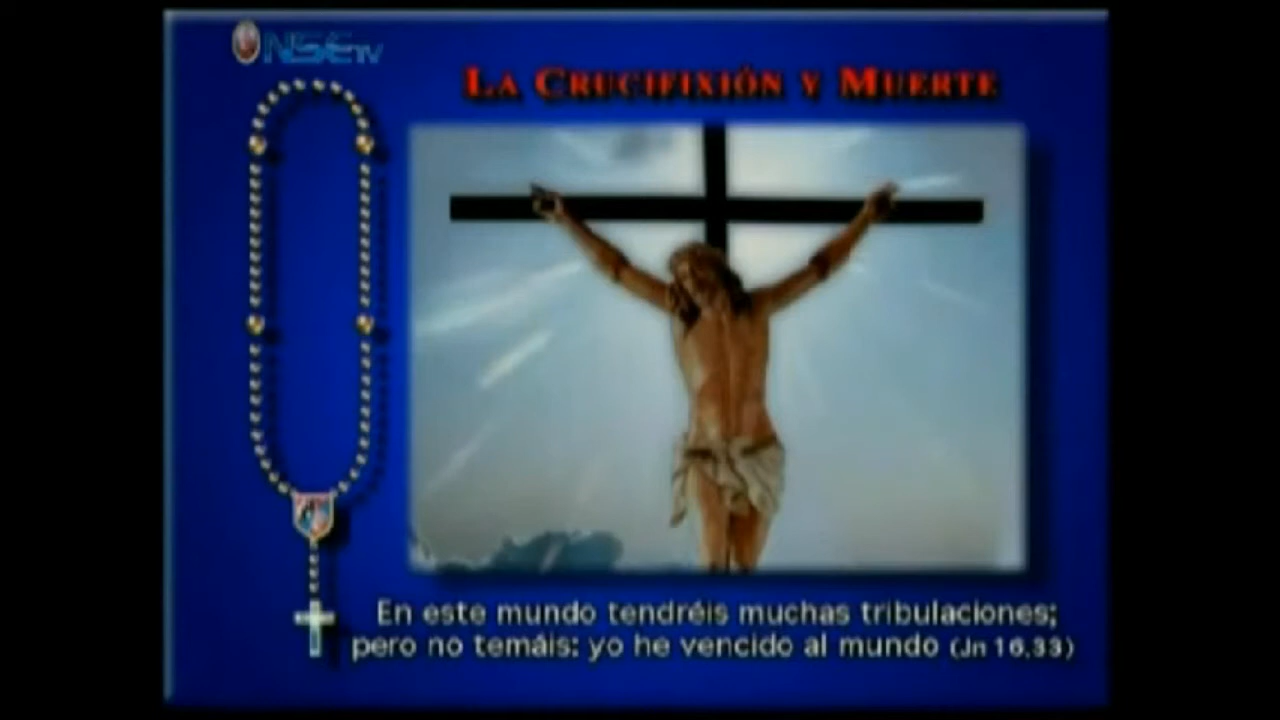 NSETV
LA CRUCIFIXIÓN Y MUERTE
En este mundo tendréis muchas tribulaciones;
pero no temáis: yo he vencido al mundo (Jn 16,33)